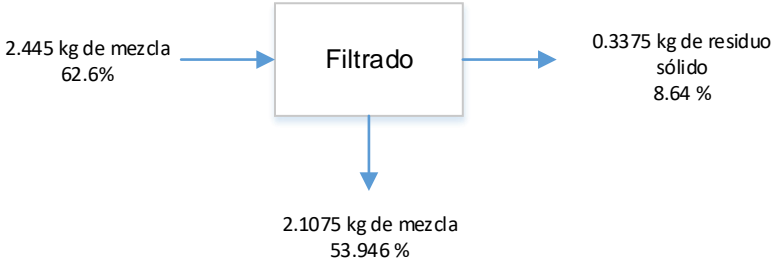 2.445 kg de mezcla
62.6%
Filtrado
0.3375 kg de residuo
sólido
8.64 %
2.1075 kg de mezcla
53.946 %